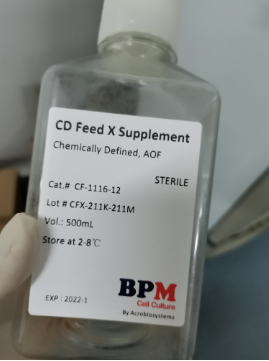 CD Feed X Supplement
Chemically Defined, AOF
STERILE
Cat.# CF-1116-12
Lot # CFX-211K-211M
Vol.: 500mL
Store at 2-8℃
EXP : 2022-1
BPM
Cell Culture
By Acrobiosystems